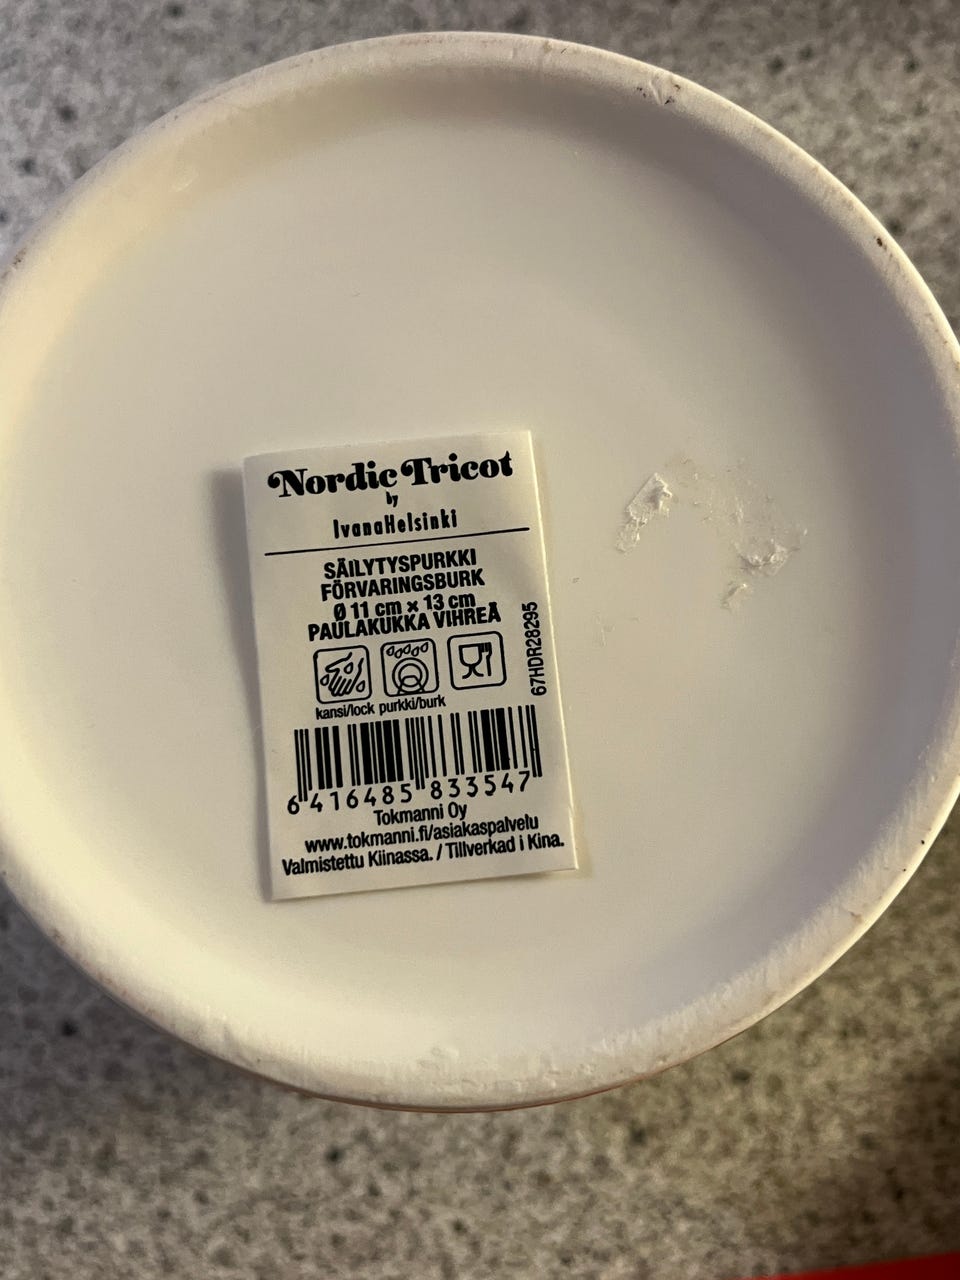 Nordic Tricot
by
IvanaHelsinki
SÄILYTYSPURKKI
FÖRVARINGSBURK
Ø 11 cm x 13 cm
PAULAKUKKA VIHREÄ
67HDR28295
kansi/lock purkki/burk
6 416485 833547
Tokmanni Oy
www.tokmanni.fi/asiakaspalvelu
Valmistettu Kiinassa. / Tillverkad i Kina.